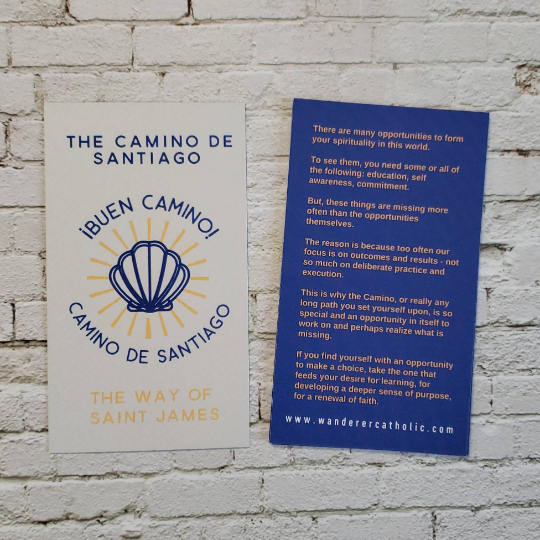 THE CAMINO DE
SANTIAGO
¡BUEN CAMINO!
CAMINO DE SANTIAGO
THE WAY OF
SAINT JAMES
There are many opportunities to form
your spirituality in this world.
To see them, you need some or all of
the following: education, self
awareness, commitment.
But, these things are missing more
often than the opportunities
themselves.
The reason is because too often our
focus is on outcomes and results - not
so much on deliberate practice and
execution.
This is why the Camino, or really any
long path you set yourself upon, is so
special and an opportunity in itself to
work on and perhaps realize what is
missing.
If you find yourself with an opportunity
to make a choice, take the one that
feeds your desire for learning, for
developing a deeper sense of purpose,
for a renewal of faith.
www.wanderercatholic.com